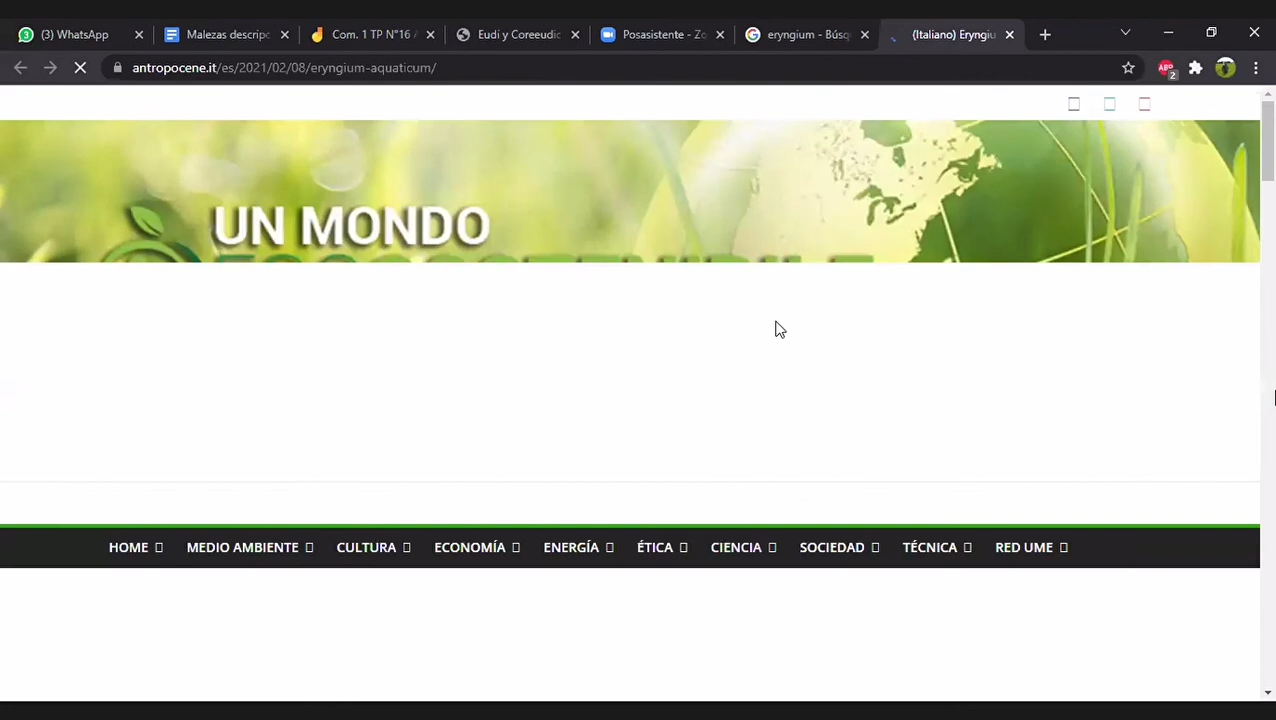 (3) WhatsApp
Malezas descripc
Com. 1 TP N°16 A
Eudi y Coreeudic
Posasistente - Zo
eryngium - Búsq
(Italiano) Eryngiu
antropocene.it/es/2021/02/08/eryngium-aquaticum/
ABP
2
UN MONDO
HOME
MEDIO AMBIENTE
CULTURA
ECONOMÍA
ENERGÍA
ÉTICA
CIENCIA
SOCIEDAD
TÉCNICA
RED UME